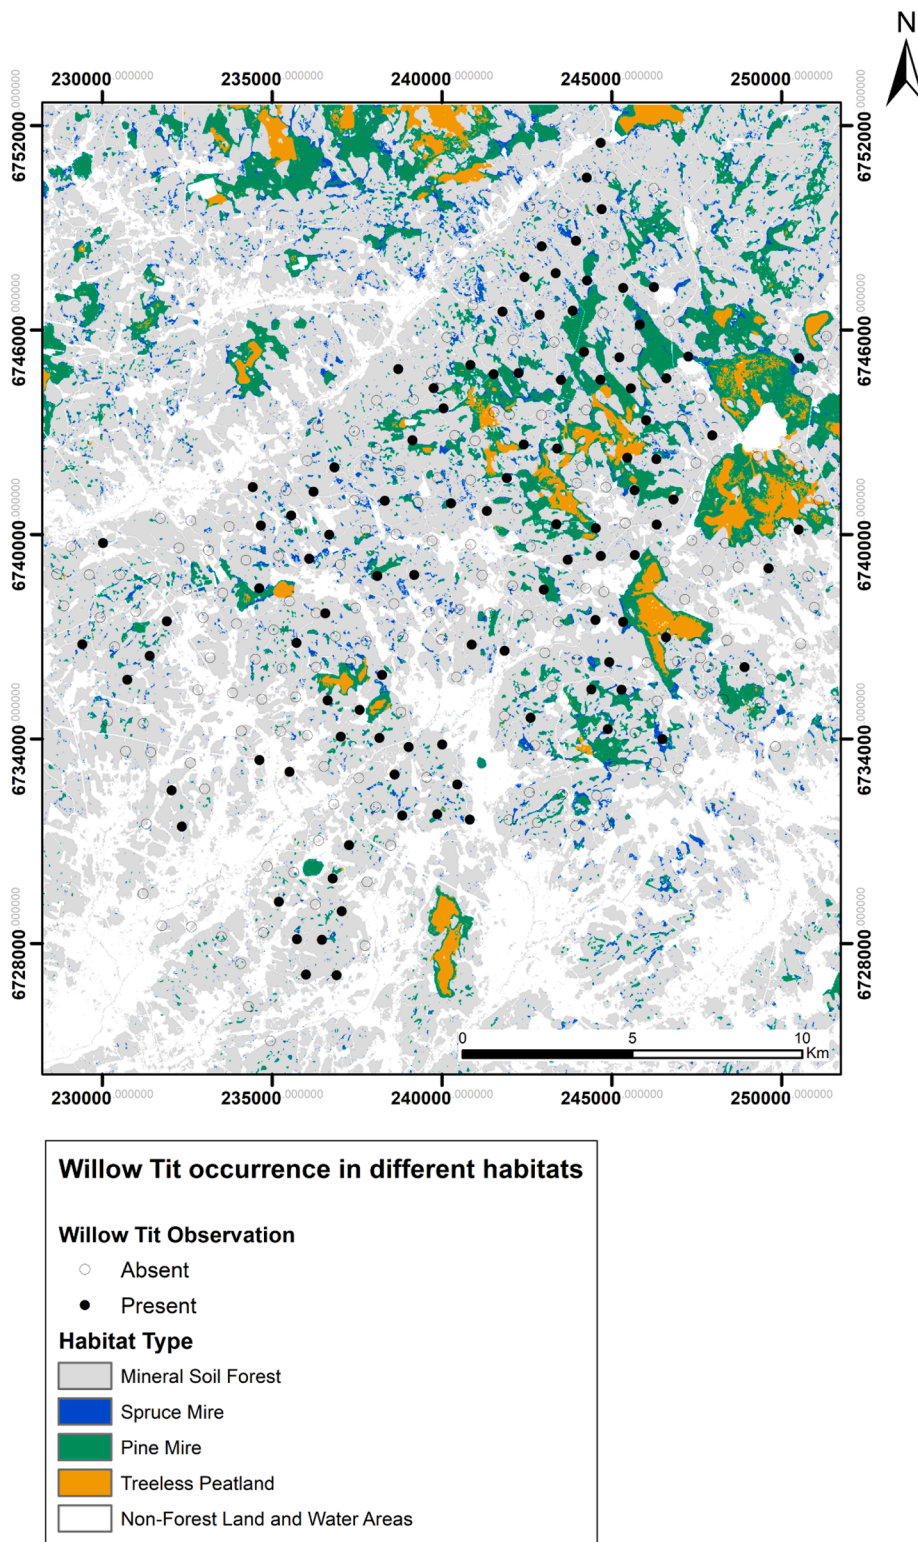 N
230000.000000 235000.000000 240000.000000 245000.000000 250000.000000
6752000.000000 6752000.000000
6746000.000000 6746000.000000
6740000.000000 6740000.000000
6734000.000000 6734000.000000
6728000.000000 6728000.000000
0 5 10
Km
230000.000000 235000.000000 240000.000000 245000.000000 250000.000000
Willow Tit occurrence in different habitats
Willow Tit Observation
Absent
Present
Habitat Type
Mineral Soil Forest
Spruce Mire
Pine Mire
Treeless Peatland
Non-Forest Land and Water Areas